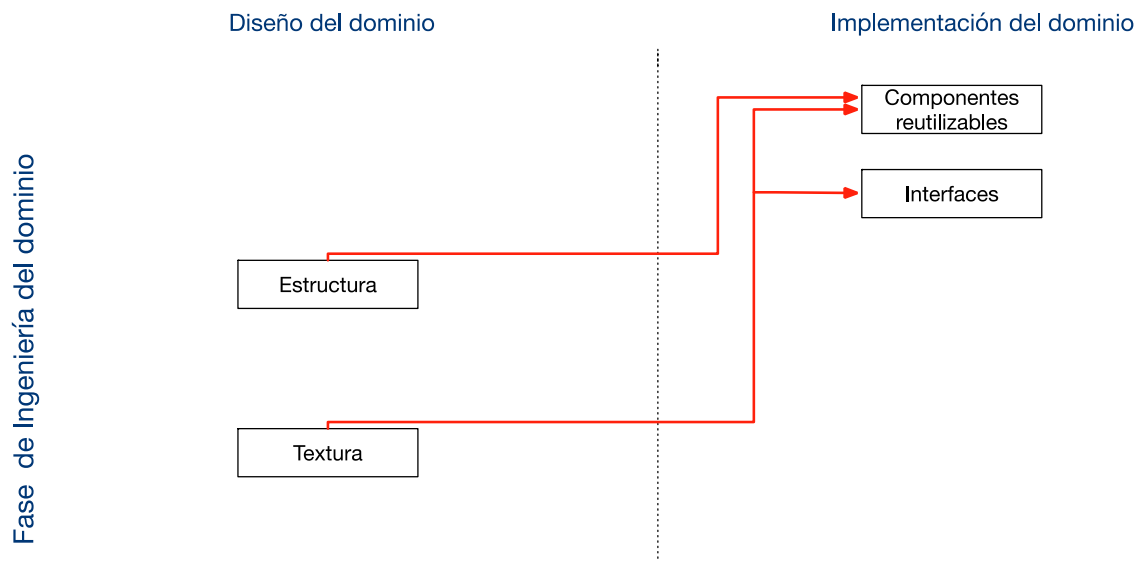 Diseño del dominio
Implementación del dominio
Fase de Ingeniería del dominio
Componentes
reutilizables
Interfaces
Estructura
Textura